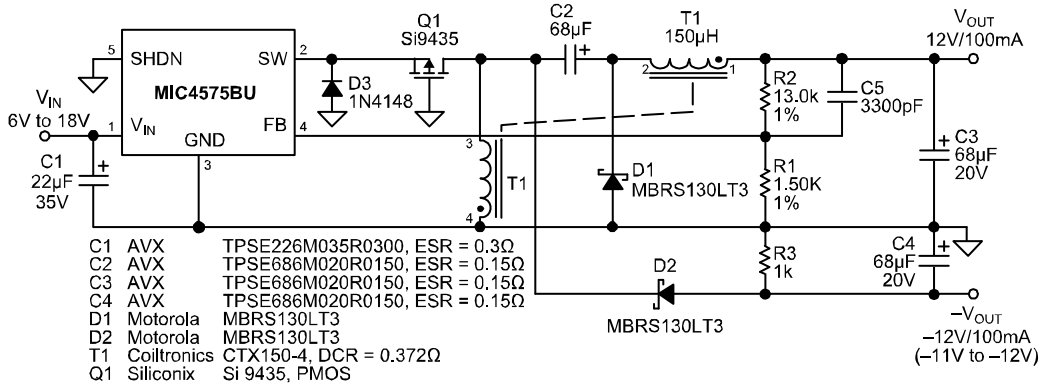 Q1
Si9435
C2
68µF
+
T1
150µH
VOUT
12V/100mA
5
SHDN
SW
2
MIC4575BU
D3
1N4148
2
1
R2
13.0k
1%
C5
3300pF
VIN
6V to 18V
1
VIN
FB
4
GND
3
C1
22µF
35V
+
3
T1
4
D1
MBRS130LT3
R1
1.50K
1%
C3
68µF
20V
+
R3
1k
C4
68µF
20V
+
D2
MBRS130LT3
–VOUT
–12V/100mA
(–11V to –12V)
C1 AVX TPSE226M035R0300, ESR = 0.3Ω
C2 AVX TPSE686M020R0150, ESR = 0.15Ω
C3 AVX TPSE686M020R0150, ESR = 0.15Ω
C4 AVX TPSE686M020R0150, ESR = 0.15Ω
D1 Motorola MBRS130LT3
D2 Motorola MBRS130LT3
T1 Coiltronics CTX150-4, DCR = 0.372Ω
Q1 Siliconix Si 9435, PMOS